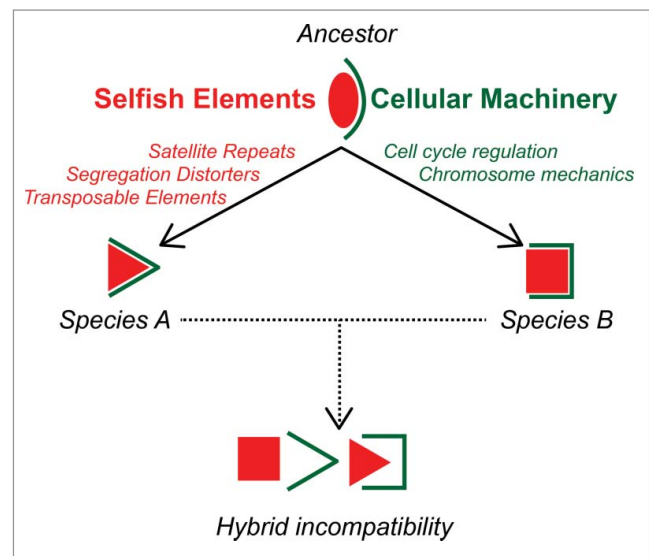 Ancestor
Selfish Elements Cellular Machinery
Satellite Repeats Cell cycle regulation
Segregation Distorters Chromosome mechanics
Transposable Elements
Species A Species B
Hybrid incompatibility